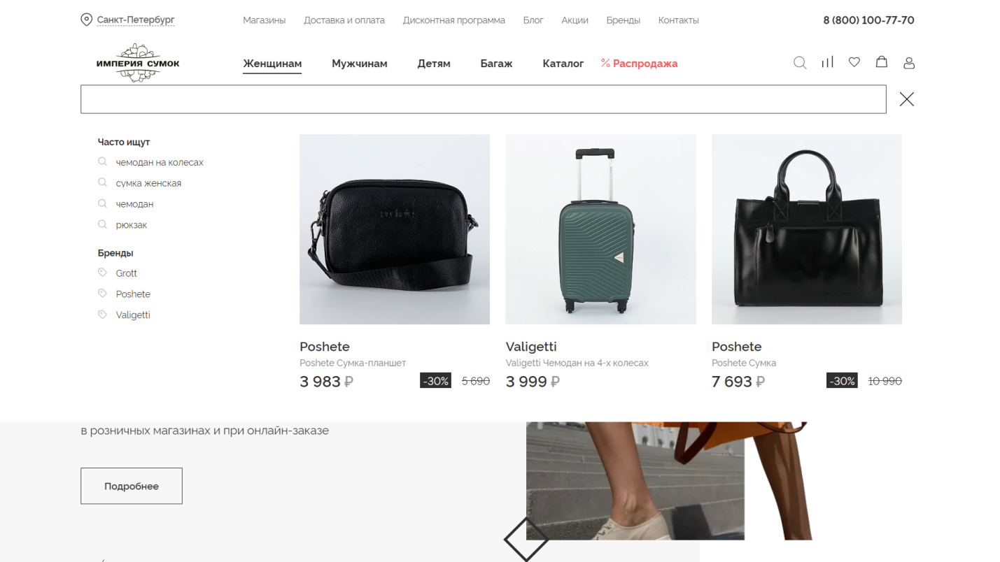 Санкт-Петербург
Магазины Доставка и оплата Дисконтная программа Блог Акции Бренды Контакты
8 (800) 100-77-70
ИМПЕРИЯ СУМОК
Женщинам Мужчинам Детям Багаж Каталог % Распродажа
Часто ищут
чемодан на колесах
сумка женская
чемодан
рюкзак
Бренды
Grott
Poshete
Valigetti
poshete
Poshete
Poshete Сумка-планшет
3 983 ₽ -30% 5 690
Valigetti
Valigetti Чемодан на 4-х колесах
3 999 ₽
Poshete
Poshete Сумка
7 693 ₽ -30% 10 990
в розничных магазинах и при онлайн-заказе
Подробнее